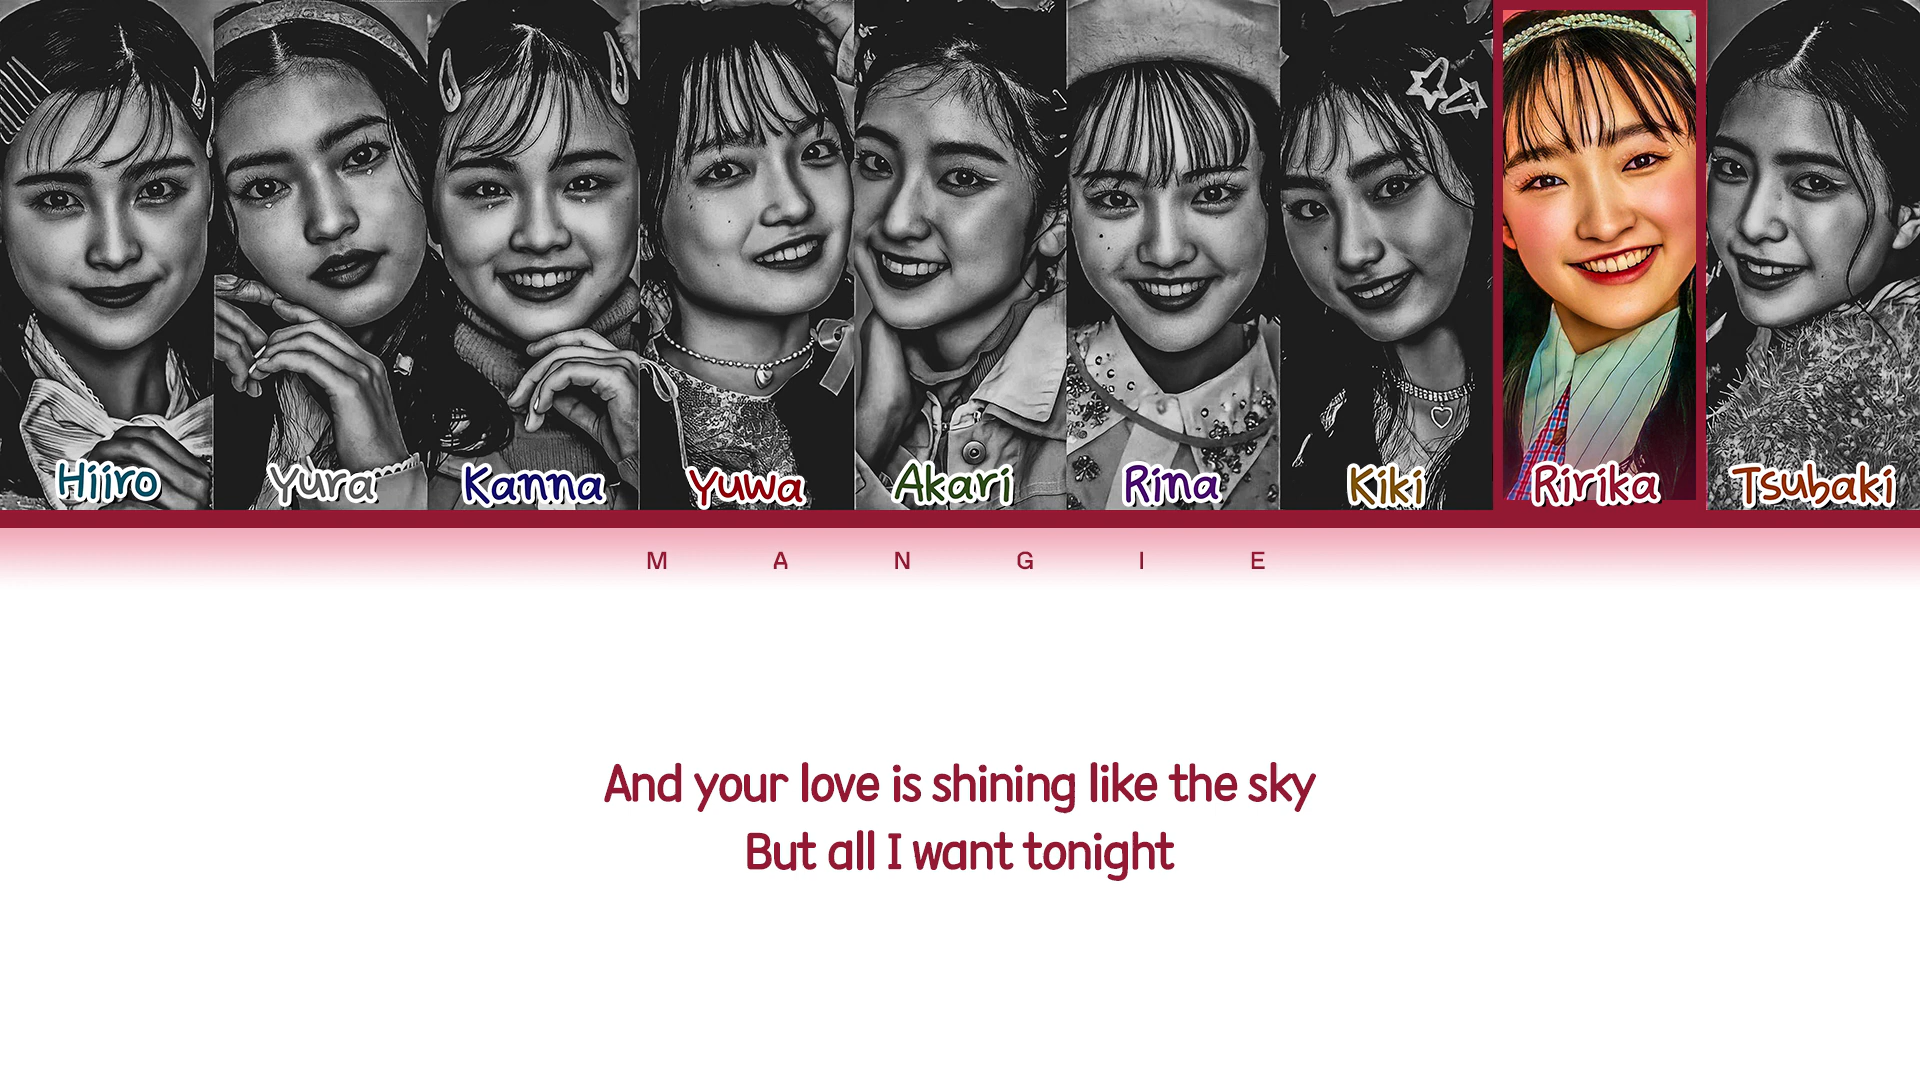 Hiiro
Yura
Kanna
Yuwa
Akari
Rina
Kiki
Ririka
Tsubaki
MANGIE
And your love is shining like the sky
But all I want tonight